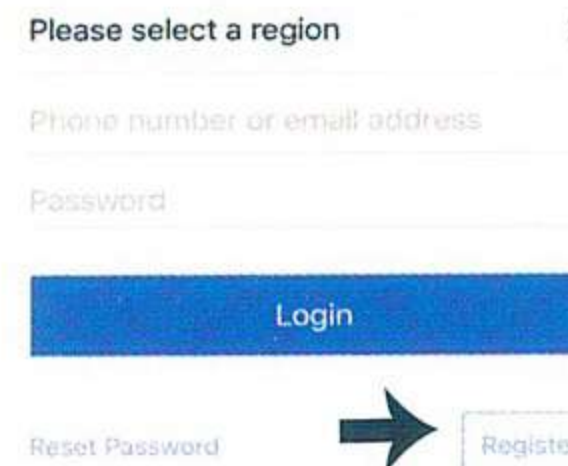 Please select a region
Phone number or email address
Password
Login
Reset Password
Registe